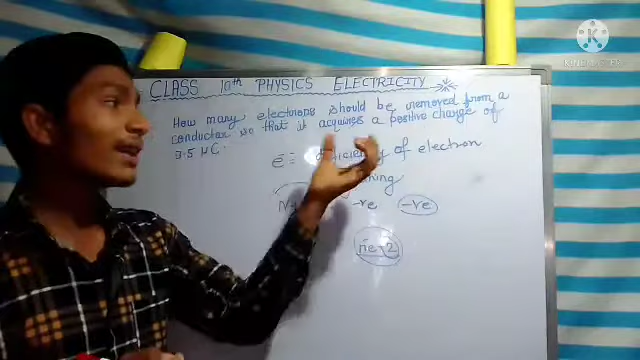 CLASS 10th PHYSICS ELECTRICITY
How many electrons should be removed from a
conductor so that it acquires a positive charge of
3.5 μC.
e- = deficiency of electron
-ve -ve
KINEMASTER